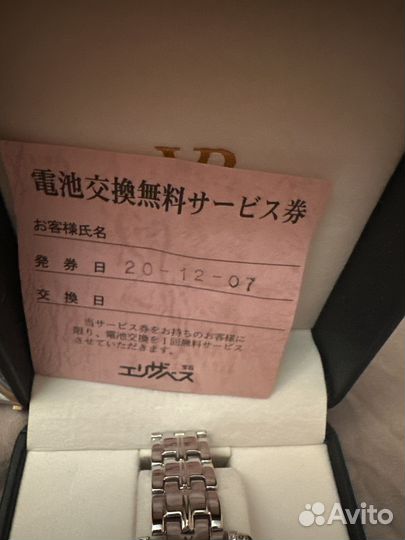 電池交換無料サービス券
お客様氏名
発券日 20-12-07
交換日
当サービス券をお持ちのお客様に
限り、電池交換を1回無料サービス
させていただきます。
宝石
エリザベス
Avito